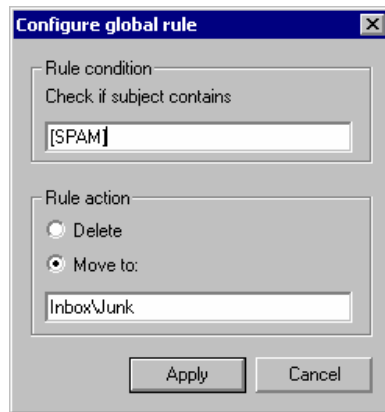 Configure global rule
Rule condition
Check if subject contains
[SPAM]
Rule action
Delete
Move to:
Inbox\Junk
Apply
Cancel